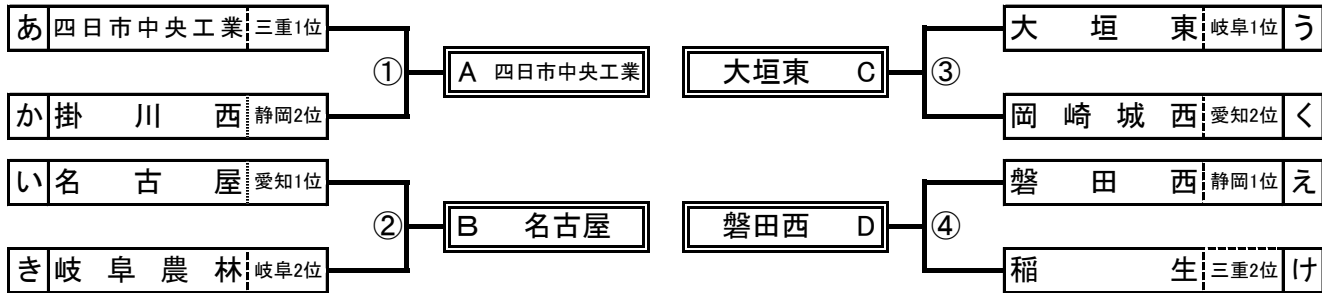 あ 四日市中央工業 三重1位
① A 四日市中央工業
か 掛川西 静岡2位
い 名古屋 愛知1位
② B 名古屋
き 岐阜農林 岐阜2位
大垣東 岐阜1位 う
大垣東 C ③
岡崎城西 愛知2位 く
磐田西 静岡1位 え
磐田西 D ④
稲生 三重2位 け